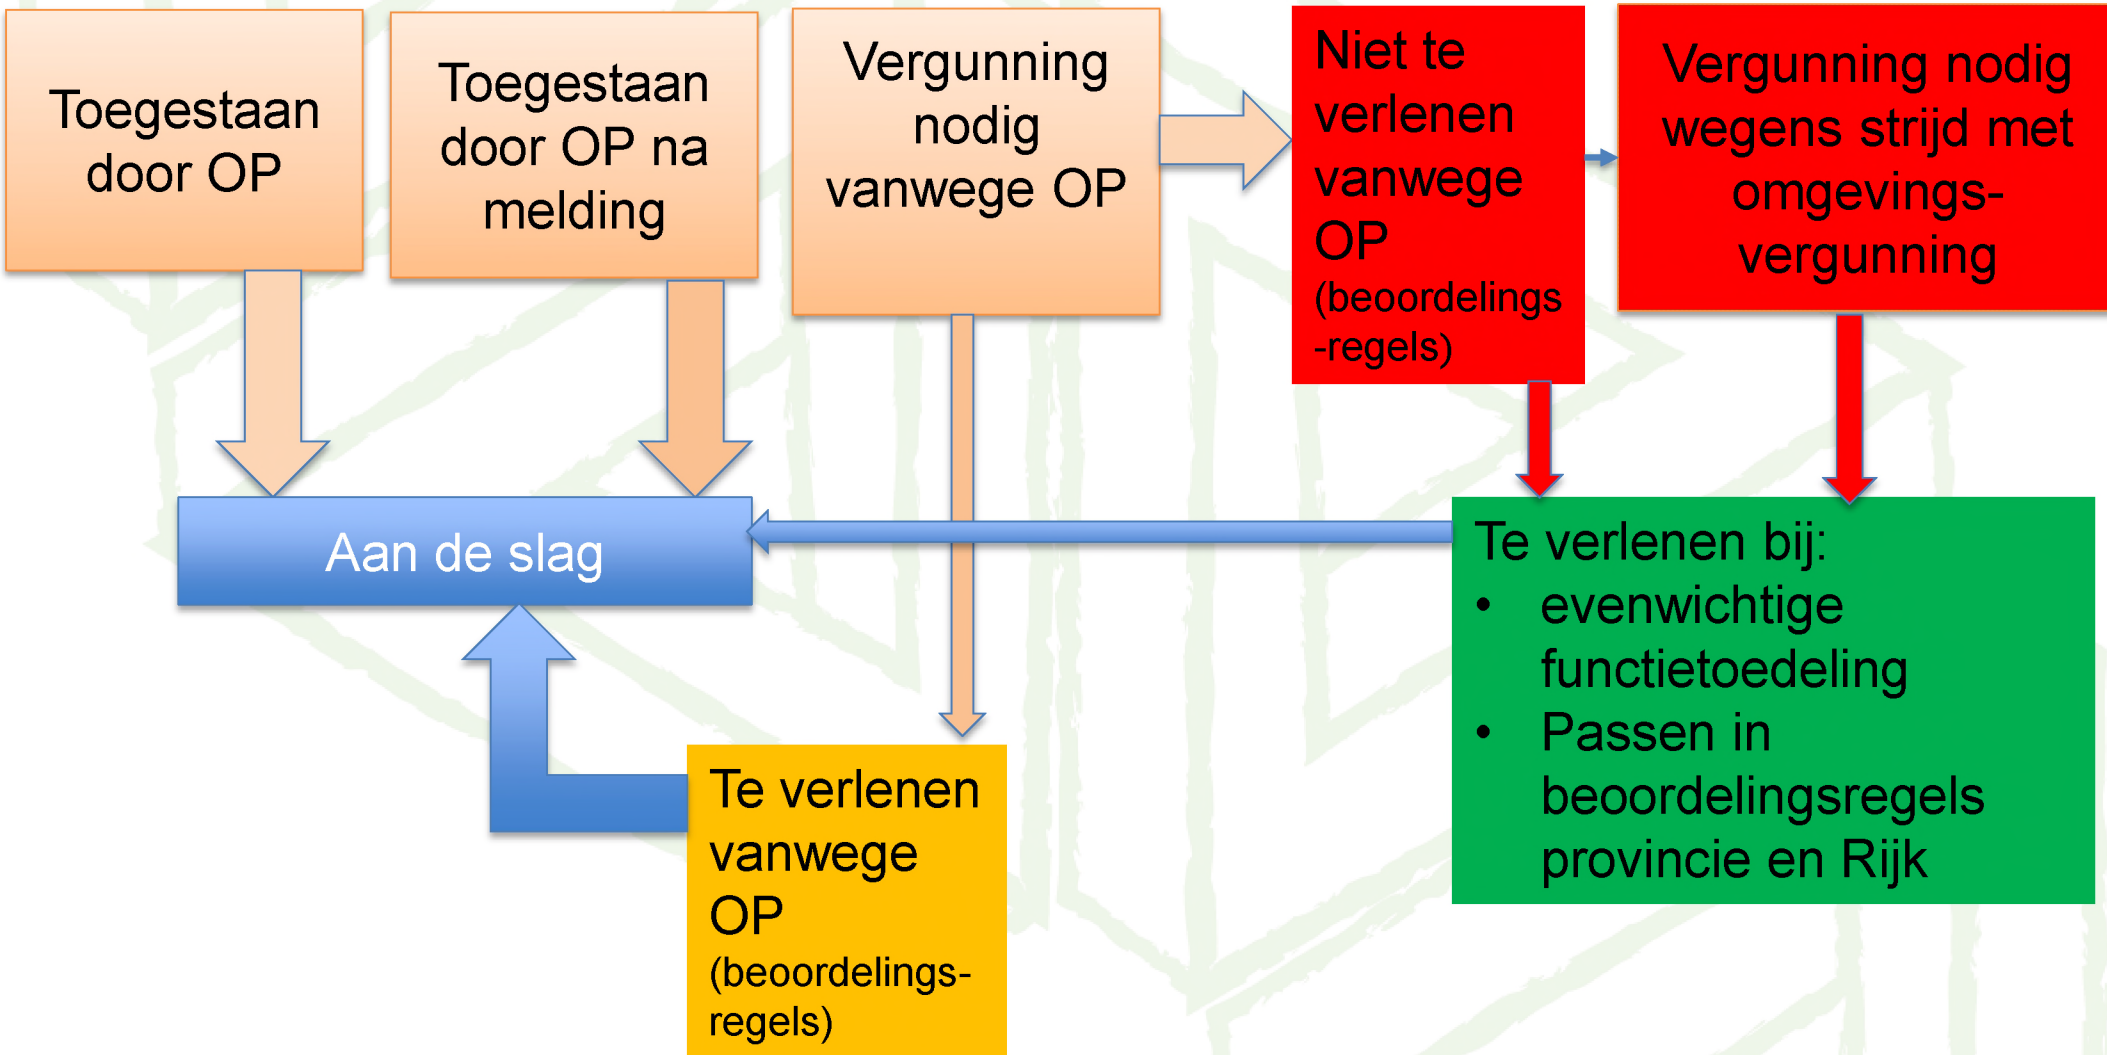 Toegestaan
door OP
Toegestaan
door OP na
melding
Vergunning
nodig
vanwege OP
Niet te
verlenen
vanwege
OP
(beoordelings
-regels)
Vergunning nodig
wegens strijd met
omgevings-
vergunning
Aan de slag
Te verlenen bij:
• evenwichtige
functietoedeling
• Passen in
beoordelingsregels
provincie en Rijk
Te verlenen
vanwege
OP
(beoordelings-
regels)